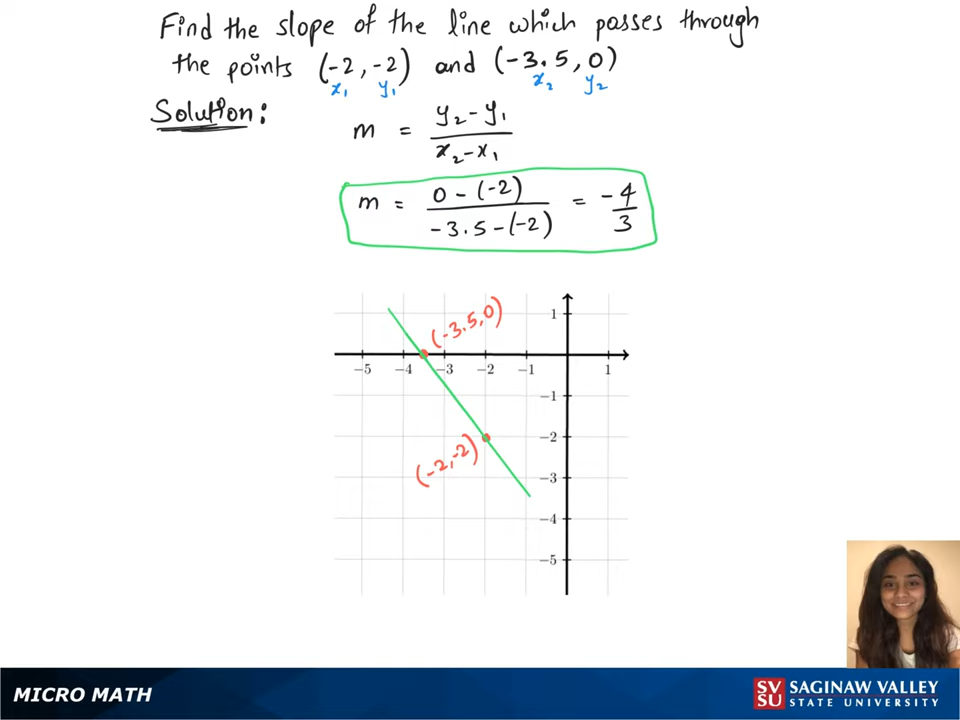 Find the slope of the line which passes through
the points (-2, -2) and (-3.5, 0)
x₁ y₁ x₂ y₂
Solution:
m = (y₂ - y₁)/(x₂ - x₁)
m = (0 - (-2))/(-3.5 - (-2)) = -4/3
(-3.5, 0)
1
-5 -4 -3 -2 -1 1
-1
-2
(-2, -2)
-3
-4
-5
MICRO MATH
SV SU SAGINAW VALLEY
STATE UNIVERSITY